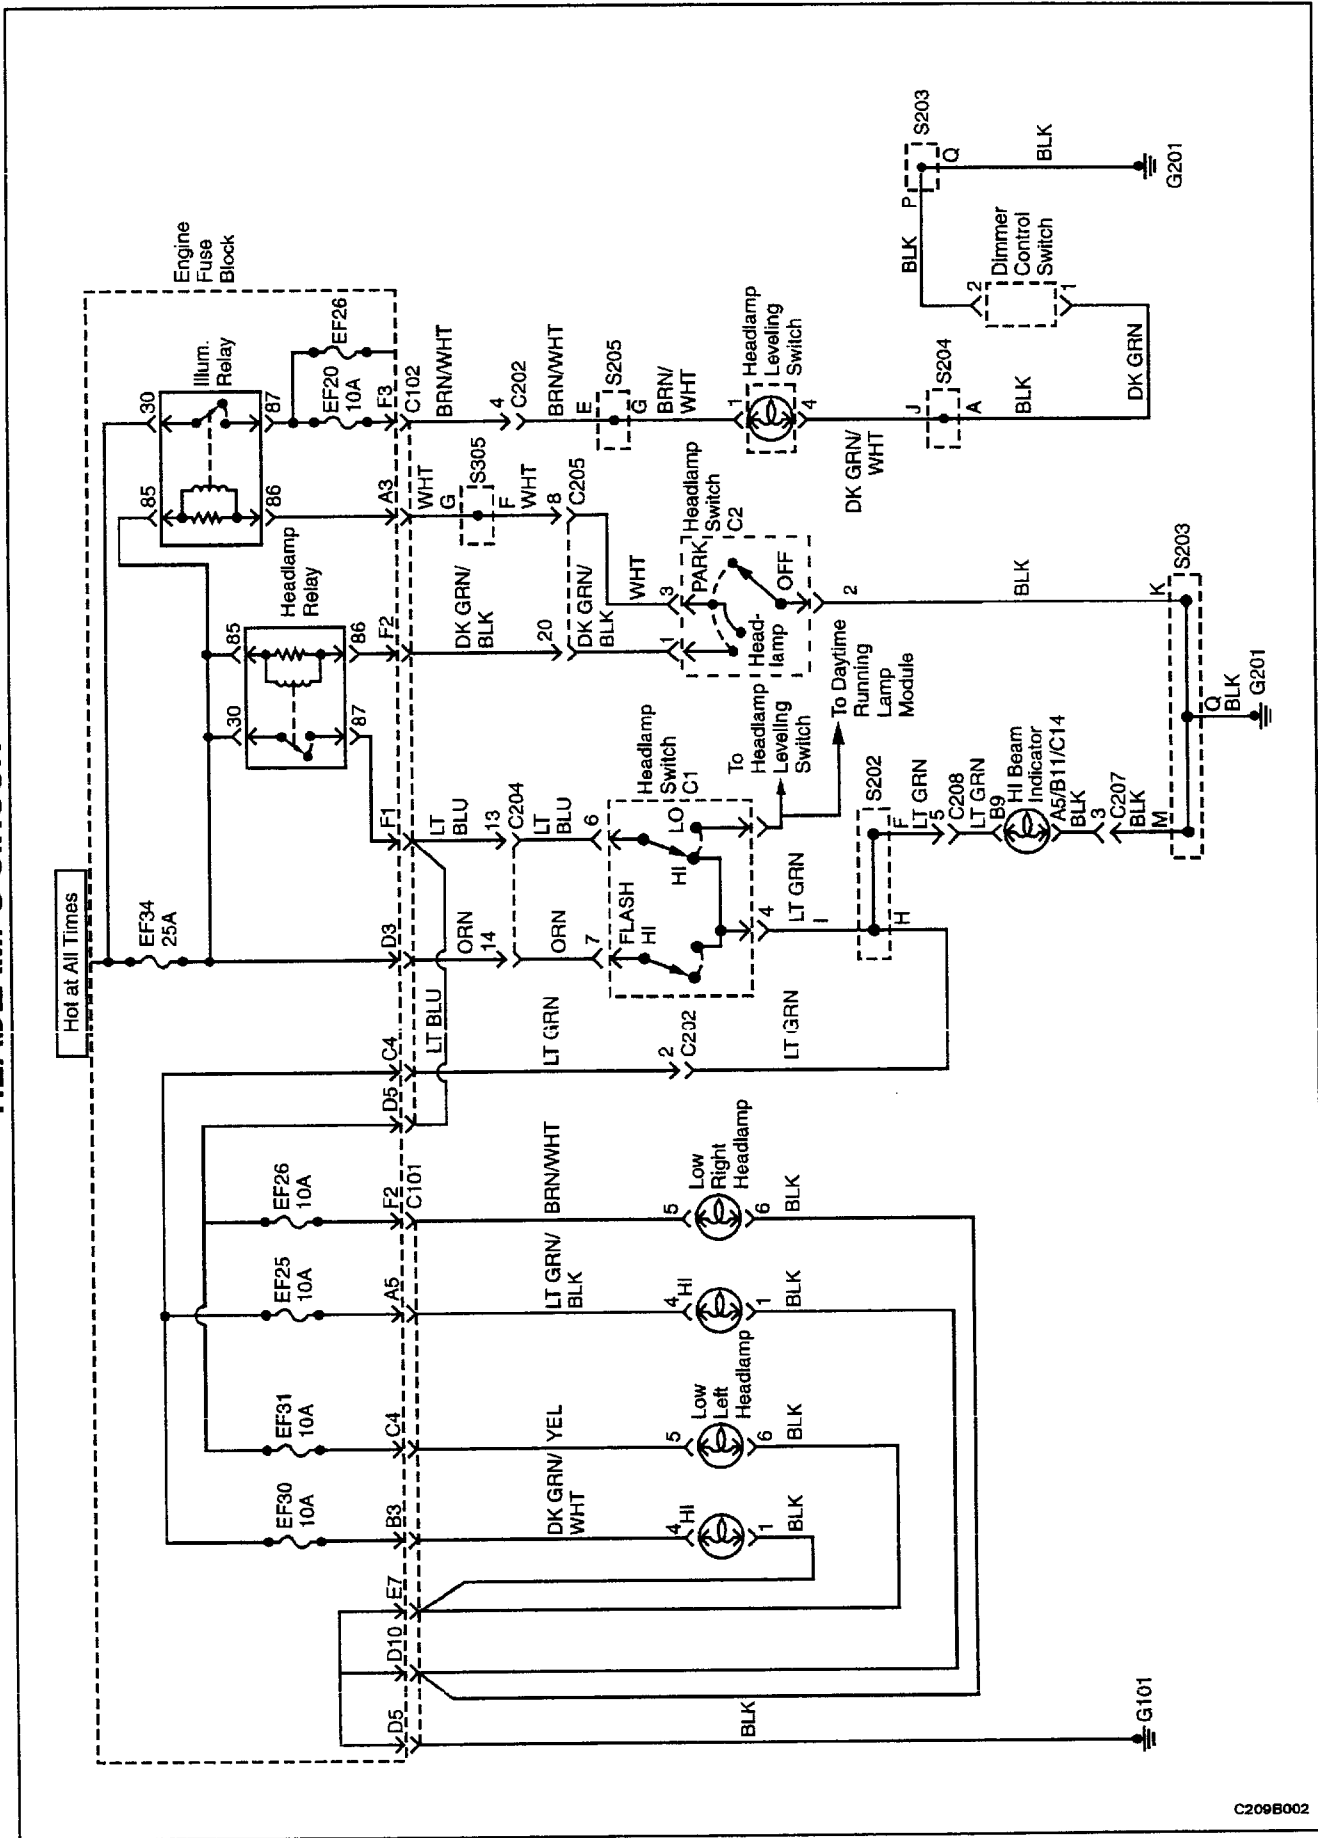 Hot at All Times
EF34
25A
Engine
Fuse
Block
Illum.
Relay
30
87
85
86
EF26
EF20
10A
Headlamp
Relay
85
86
30
87
EF30
10A
EF31
10A
EF25
10A
EF26
10A
D5
D10
E7
B3
C4
A5
F2
C101
D5
C4
D3
F1
F2
A3
F3
C102
LT BLU
DK GRN/
WHT
YEL
LT GRN/
BLK
BRN/WHT
LT GRN
ORN
14
LT
BLU
13
C204
ORN
LT
BLU
DK GRN/
BLK
20
DK GRN/
BLK
WHT
G
S305
F
WHT
8
C205
WHT
BRN/WHT
4
C202
BRN/WHT
E
S205
G
BRN/
WHT
4
HI
1
BLK
5
Low
Left
Headlamp
6
BLK
4
HI
1
BLK
5
Low
Right
Headlamp
6
BLK
2
C202
LT GRN
7
FLASH
HI
6
HI
LO
Headlamp
Switch
C1
4
LT GRN
I
To
Headlamp
Leveling
Switch
To Daytime
Running
Lamp
Module
1
3
PARK
Head-
lamp
OFF
Headlamp
Switch
C2
2
BLK
1
Headlamp
Leveling
Switch
4
DK GRN/
WHT
J
S204
A
BLK
DK GRN
1
Dimmer
Control
Switch
2
BLK
P
S203
Q
BLK
G201
S202
H
F
LT GRN
5
C208
LT GRN
B9
HI Beam
Indicator
A5/B11/C14
BLK
3
C207
BLK
M
K
S203
Q
BLK
G201
BLK
G101
C209B002